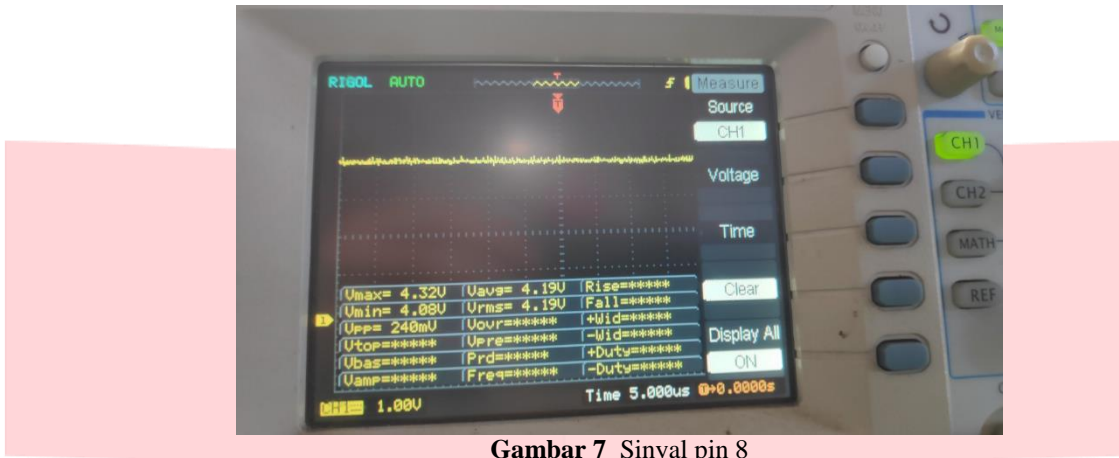 RIGOL AUTO
T
Measure
Source
CH1
Voltage
Time
Clear
Display All
ON
Vmax= 4.32V Vavg= 4.19V Rise=*****
Vmin= 4.08V Vrms= 4.19V Fall=*****
Vpp= 240mV Vovr=***** +Wid=*****
Vtop=***** Vpre=***** -Wid=*****
Vbas=***** Prd=***** +Duty=*****
Vamp=***** Freq=***** -Duty=*****
CH1 1.00V Time 5.000us 0.0000s
CH1
CH2
MATH
REF
Gambar 7 Sinyal pin 8